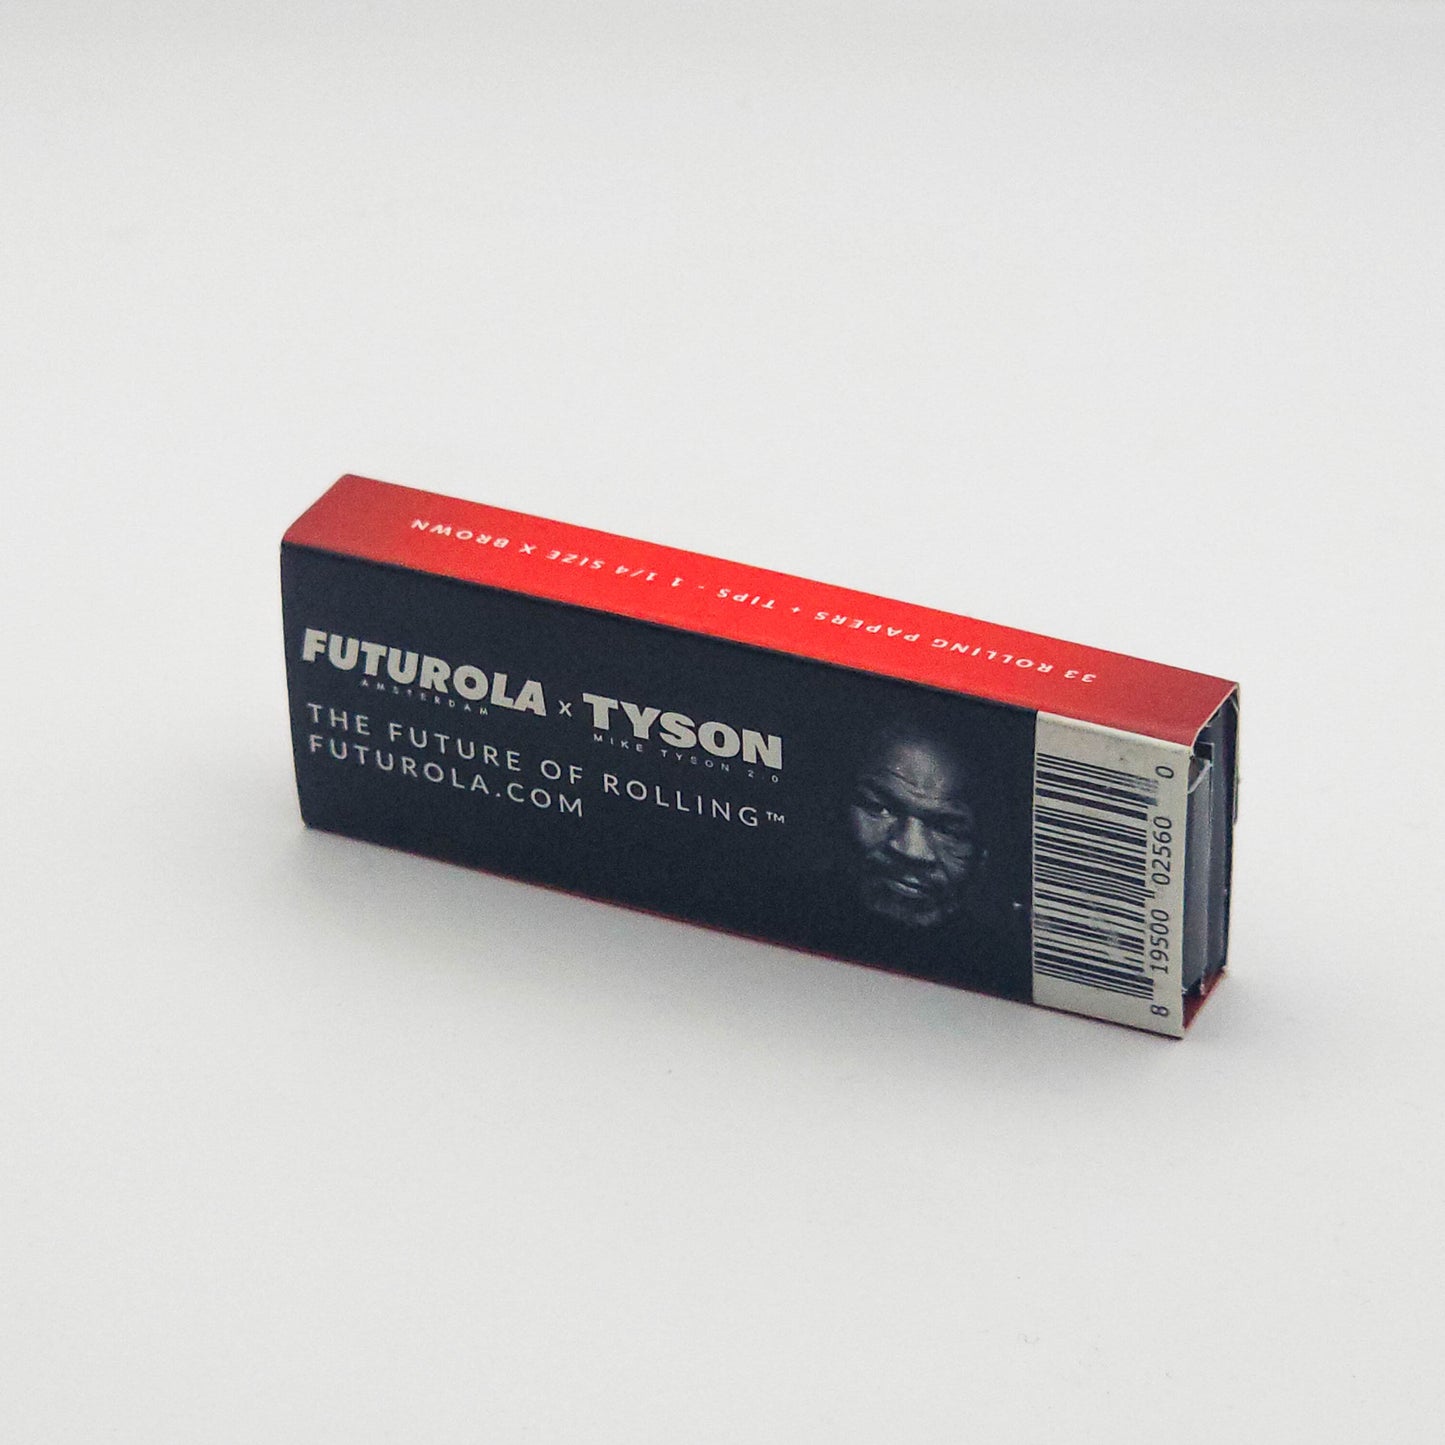 33 ROLLING PAPERS + TIPS - 1 1/4 SIZE X BROWN
FUTUROLA x TYSON
AMSTERDAM MIKE TYSON 2.0
THE FUTURE OF ROLLING™
FUTUROLA.COM
8 19500 02560 0